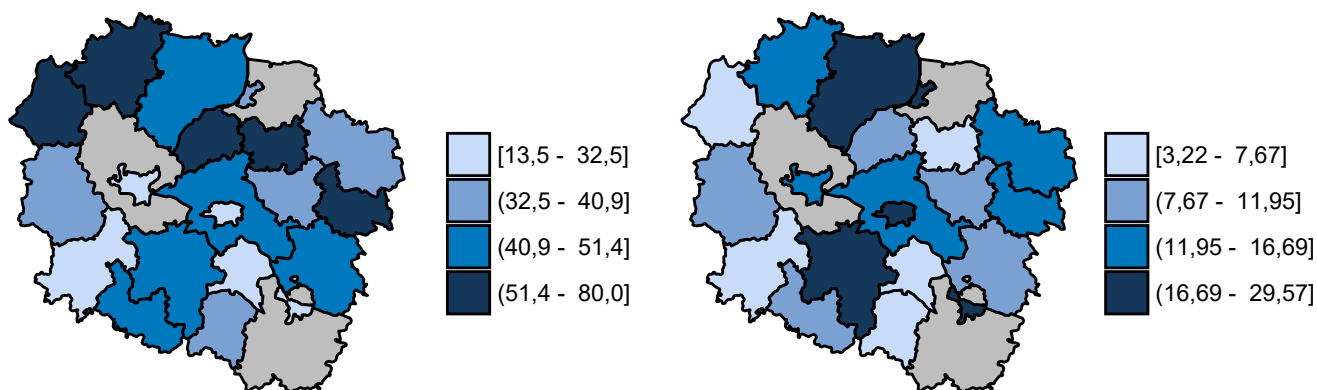 [13,5 - 32,5]
(32,5 - 40,9]
(40,9 - 51,4]
(51,4 - 80,0]
[3,22 - 7,67]
(7,67 - 11,95]
(11,95 - 16,69]
(16,69 - 29,57]